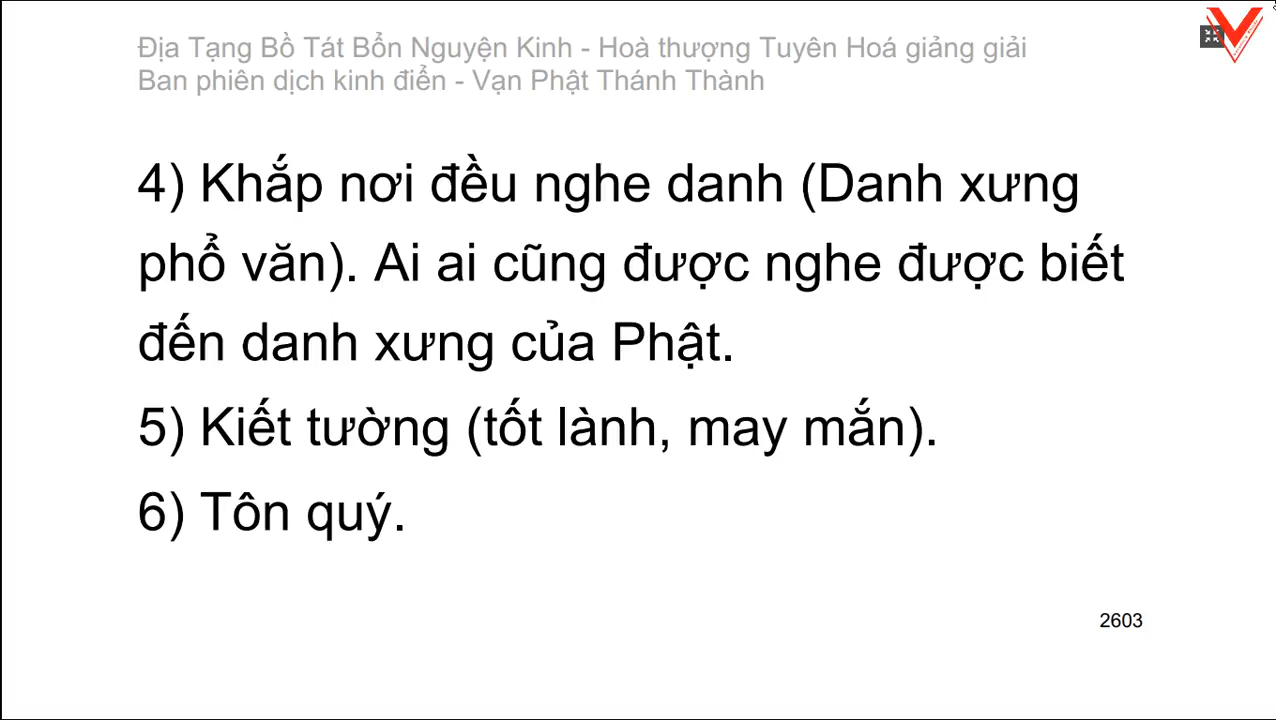 Địa Tạng Bồ Tát Bổn Nguyện Kinh - Hoà thượng Tuyên Hoá giảng giải
Ban phiên dịch kinh điển - Vạn Phật Thánh Thành
4) Khắp nơi đều nghe danh (Danh xưng
phổ văn). Ai ai cũng được nghe được biết
đến danh xưng của Phật.
5) Kiết tường (tốt lành, may mắn).
6) Tôn quý.
2603